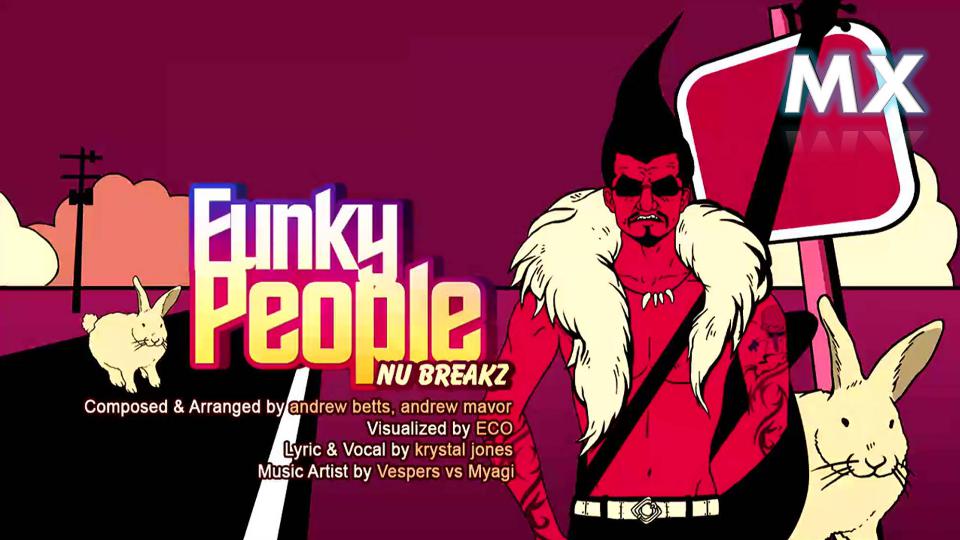 MX
Funky
People
NU BREAKZ
Composed & Arranged by andrew betts, andrew mavor
Visualized by ECO
Lyric & Vocal by krystal jones
Music Artist by Vespers vs Myagi